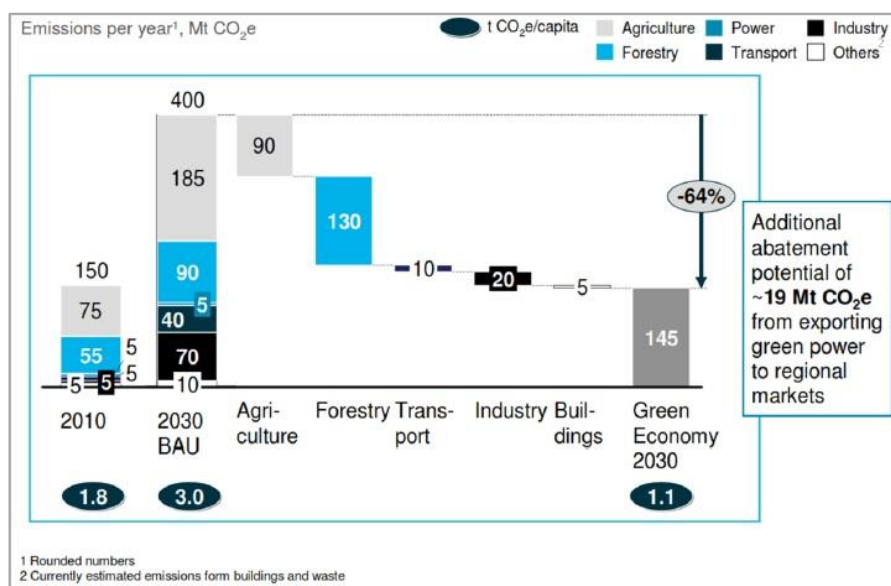 Emissions per year¹, Mt CO₂e
t CO₂e/capita
Agriculture
Power
Industry
Forestry
Transport
Others²
400
185
90
5
40
70
10
150
75
55
5
5
5
5
90
130
10
20
5
-64%
145
2010
2030
BAU
Agri-
culture
Forestry
Trans-
port
Industry
Buil-
dings
Green
Economy
2030
1.8
3.0
1.1
Additional
abatement
potential of
~19 Mt CO₂e
from exporting
green power
to regional
markets
1 Rounded numbers
2 Currently estimated emissions form buildings and waste